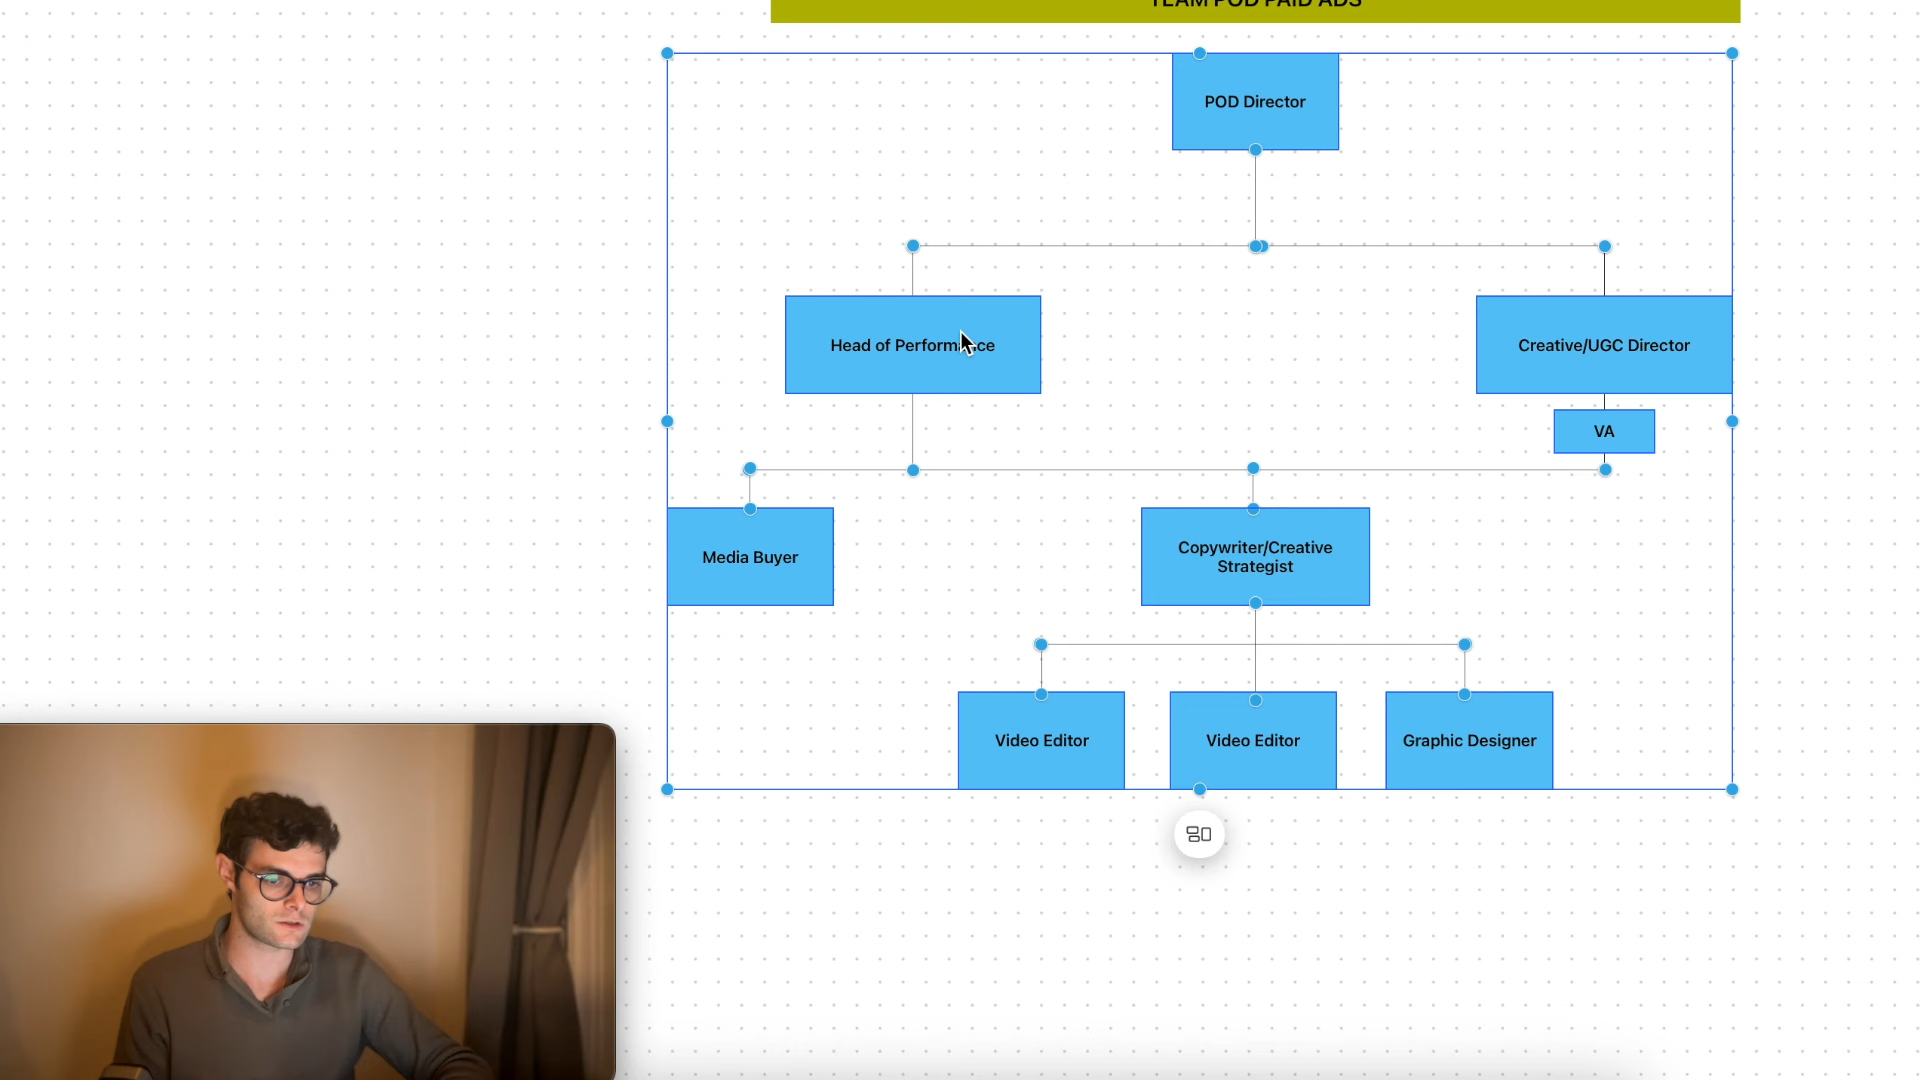 TEAM POD PAID ADS
POD Director
Head of Performance
Creative/UGC Director
VA
Media Buyer
Copywriter/Creative
Strategist
Video Editor
Video Editor
Graphic Designer